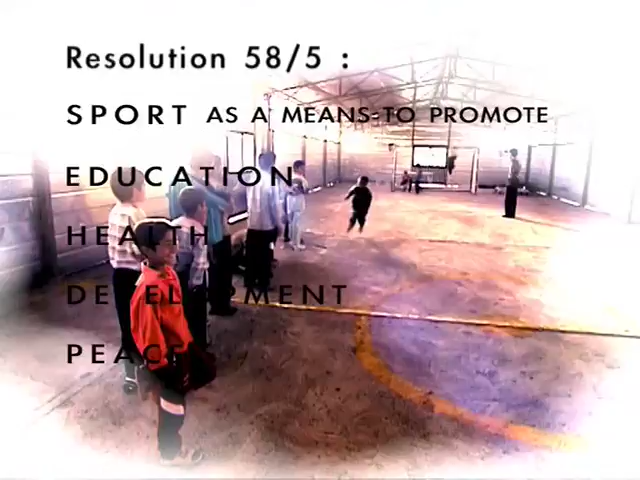 Resolution 58/5 :
SPORT AS A MEANS TO PROMOTE
EDUCATION
HEALTH
DEVELOPMENT
PEACE